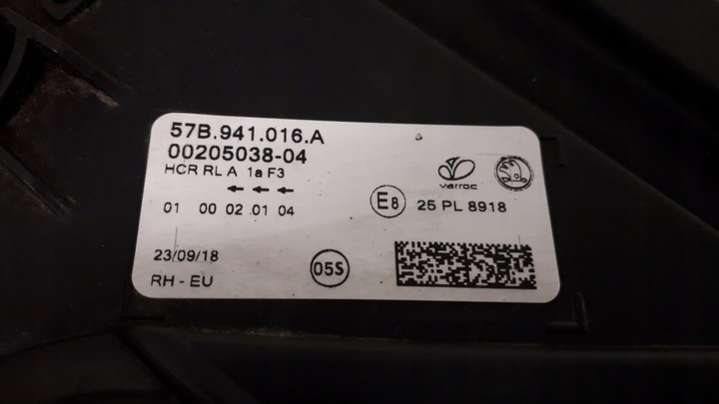 57B.941.016.A
00205038-04
HCR RL A 1a F3
←←←
01 00 02 01 04
varroc
E8 25 PL 8918
23/09/18
05S
RH - EU